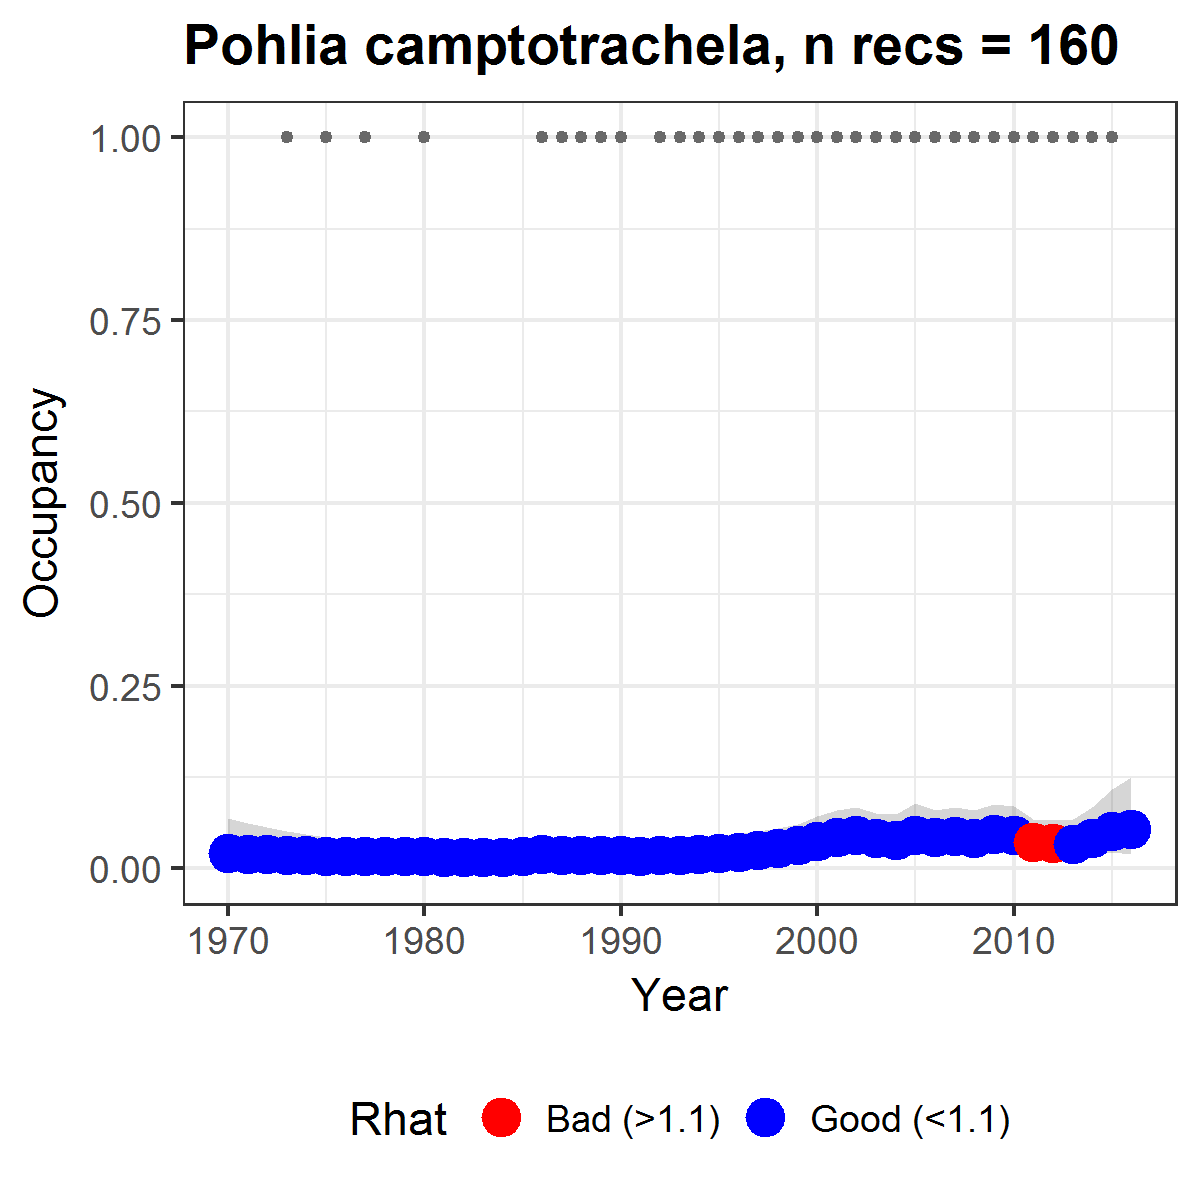 Pohlia camptotrachela, n recs = 160
1.00
0.75
0.50
0.25
0.00
Occupancy
1970 1980 1990 2000 2010
Year
Rhat Bad (>1.1) Good (<1.1)